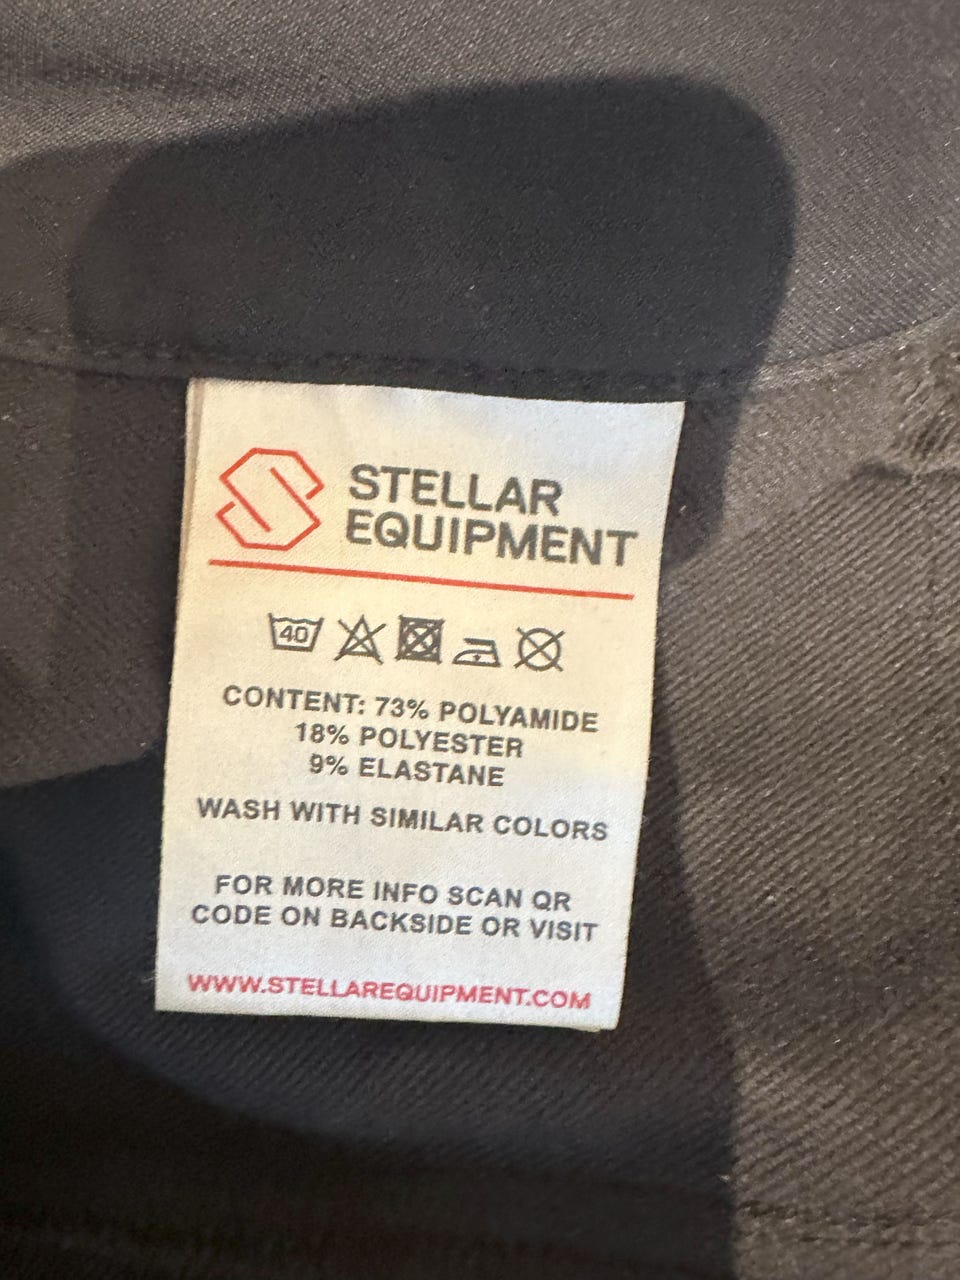 STELLAR
EQUIPMENT
40
CONTENT: 73% POLYAMIDE
18% POLYESTER
9% ELASTANE
WASH WITH SIMILAR COLORS
FOR MORE INFO SCAN QR
CODE ON BACKSIDE OR VISIT
WWW.STELLAREQUIPMENT.COM